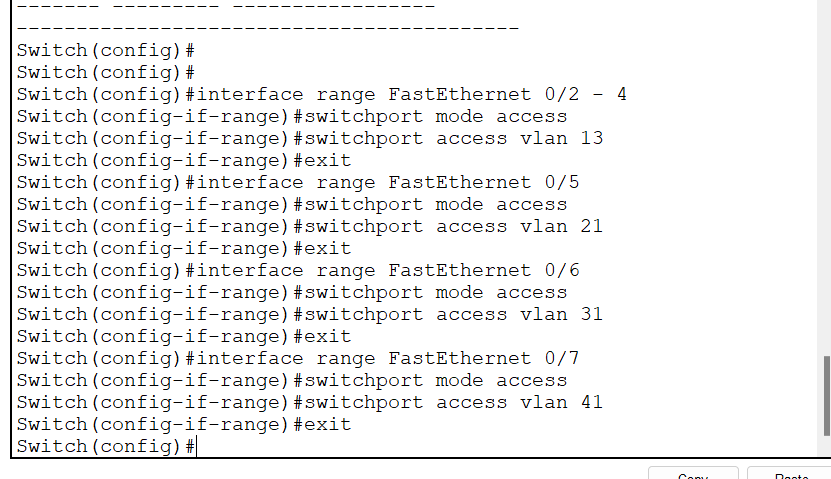 ------- --------- -----------------
------------------------------------------
Switch(config)#
Switch(config)#
Switch(config)#interface range FastEthernet 0/2 - 4
Switch(config-if-range)#switchport mode access
Switch(config-if-range)#switchport access vlan 13
Switch(config-if-range)#exit
Switch(config)#interface range FastEthernet 0/5
Switch(config-if-range)#switchport mode access
Switch(config-if-range)#switchport access vlan 21
Switch(config-if-range)#exit
Switch(config)#interface range FastEthernet 0/6
Switch(config-if-range)#switchport mode access
Switch(config-if-range)#switchport access vlan 31
Switch(config-if-range)#exit
Switch(config)#interface range FastEthernet 0/7
Switch(config-if-range)#switchport mode access
Switch(config-if-range)#switchport access vlan 41
Switch(config-if-range)#exit
Switch(config)#
Copy Paste